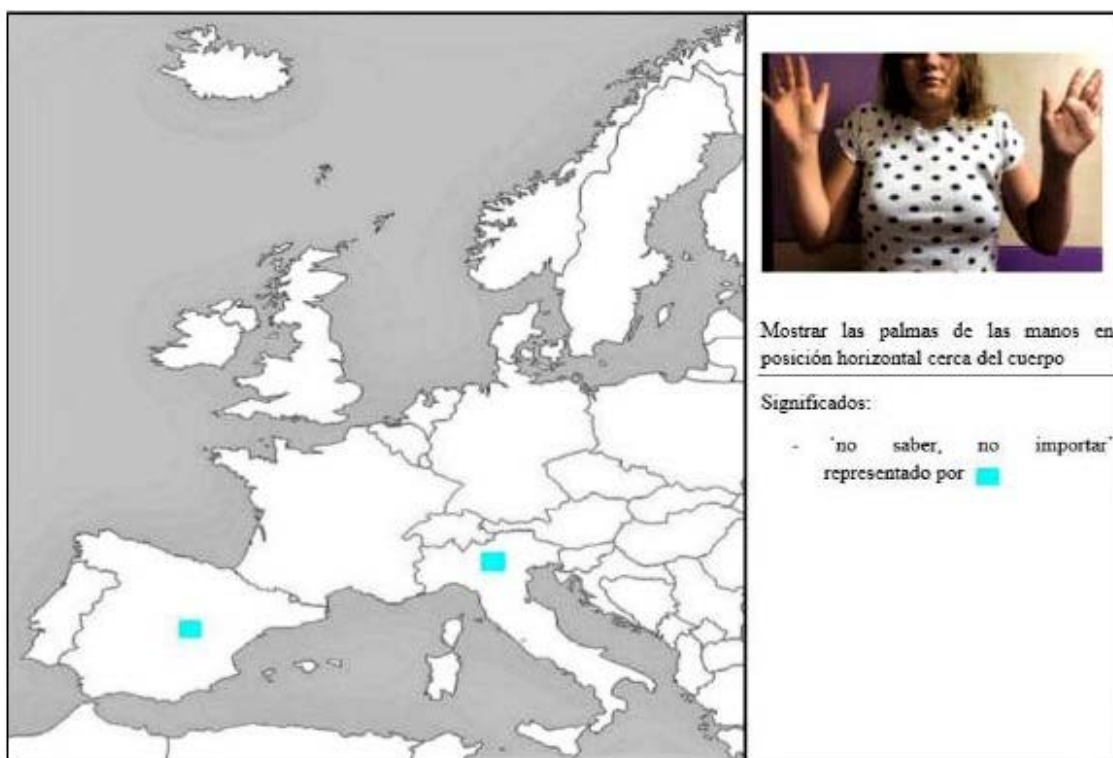 Mostrar las palmas de las manos en
posición horizontal cerca del cuerpo
Significados:
- 'no saber, no importar'
representado por